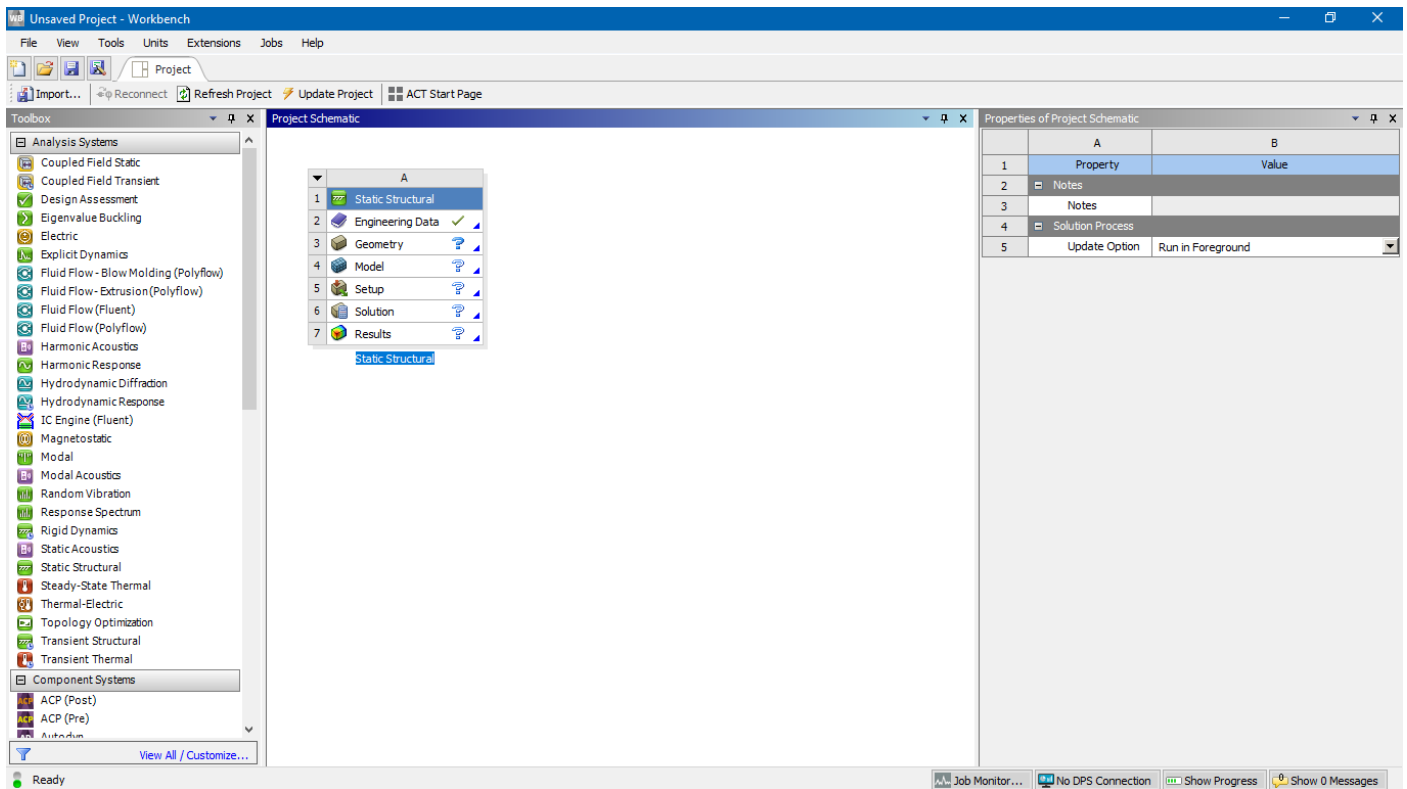 Unsaved Project - Workbench
File View Tools Units Extensions Jobs Help
Project
Import... Reconnect Refresh Project Update Project ACT Start Page
Toolbox
Analysis Systems
Coupled Field Static
Coupled Field Transient
Design Assessment
Eigenvalue Buckling
Electric
Explicit Dynamics
Fluid Flow - Blow Molding (Polyflow)
Fluid Flow - Extrusion (Polyflow)
Fluid Flow (Fluent)
Fluid Flow (Polyflow)
Harmonic Acoustics
Harmonic Response
Hydrodynamic Diffraction
Hydrodynamic Response
IC Engine (Fluent)
Magnetostatic
Modal
Modal Acoustics
Random Vibration
Response Spectrum
Rigid Dynamics
Static Acoustics
Static Structural
Steady-State Thermal
Thermal-Electric
Topology Optimization
Transient Structural
Transient Thermal
Component Systems
ACP (Post)
ACP (Pre)
Autodyn
View All / Customize...
Project Schematic
A
1 Static Structural
2 Engineering Data
3 Geometry
4 Model
5 Setup
6 Solution
7 Results
Static Structural
Properties of Project Schematic
A B
1 Property Value
2 Notes
3 Notes
4 Solution Process
5 Update Option Run in Foreground
Ready
Job Monitor... No DPS Connection Show Progress Show 0 Messages